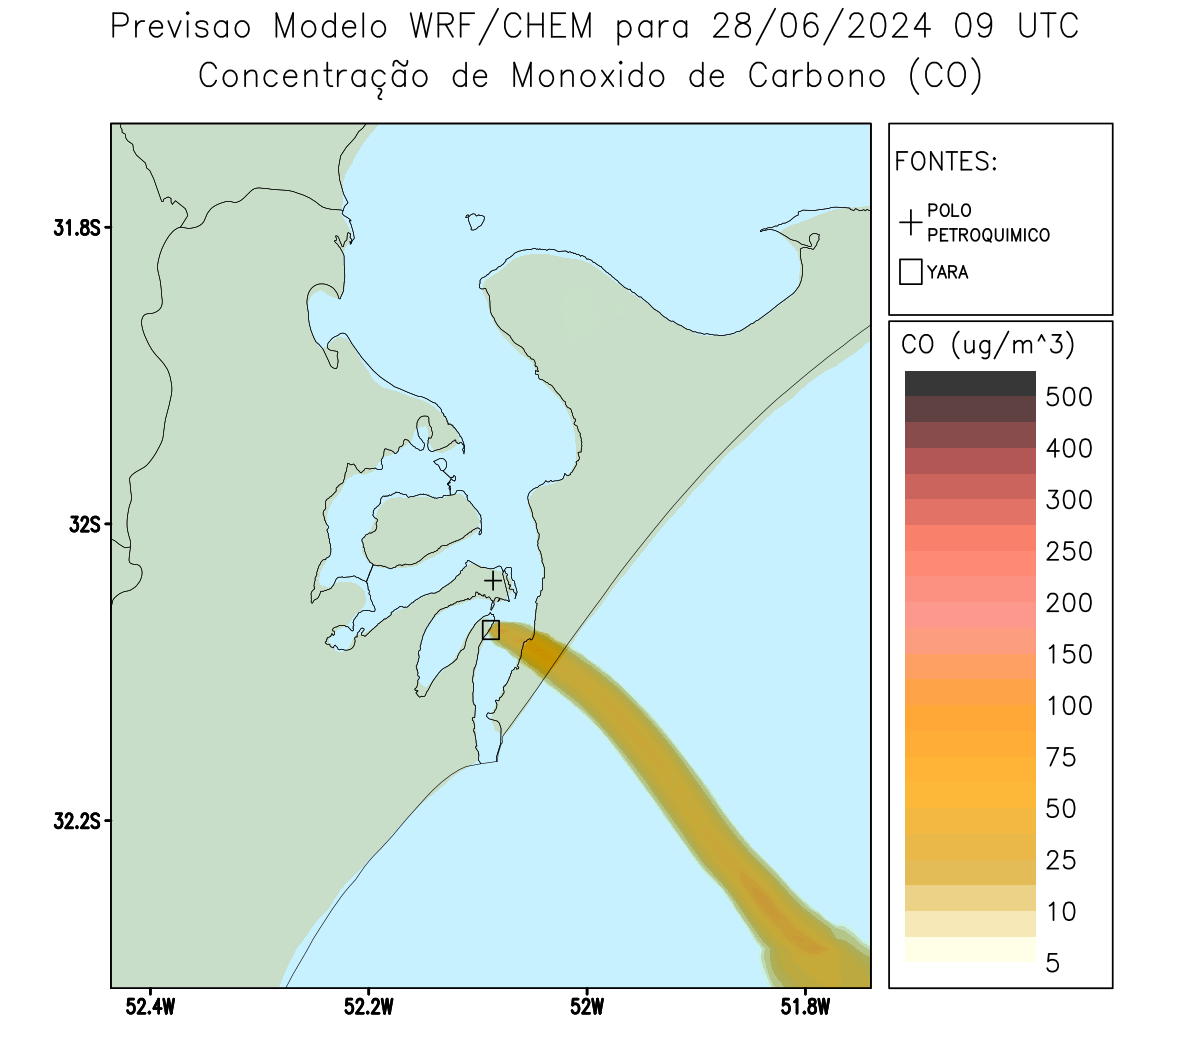 Previsao Modelo WRF/CHEM para 28/06/2024 09 UTC
Concentração de Monoxido de Carbono (CO)
FONTES:
POLO
PETROQUIMICO
YARA
CO (ug/m^3)
500
400
300
250
200
150
100
75
50
25
10
5
31.8S
32S
32.2S
52.4W
52.2W
52W
51.8W